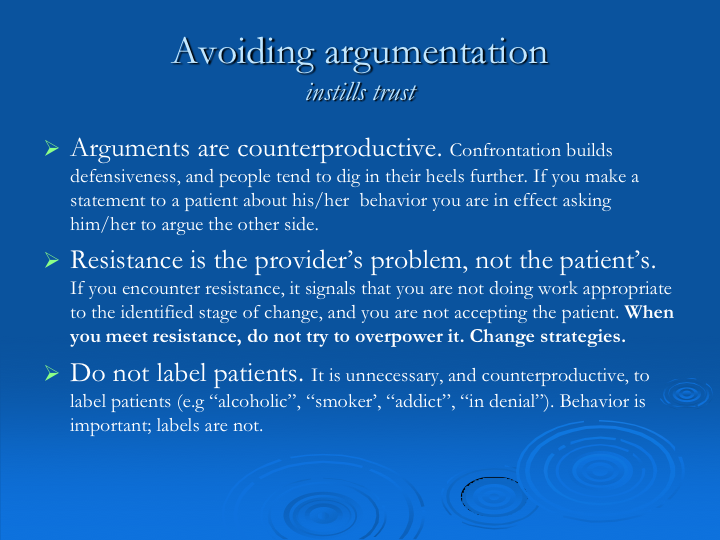 Avoiding argumentation
instills trust
Arguments are counterproductive. Confrontation builds
defensiveness, and people tend to dig in their heels further. If you make a
statement to a patient about his/her  behavior you are in effect asking
him/her to argue the other side.
Resistance is the provider’s problem, not the patient’s.
If you encounter resistance, it signals that you are not doing work appropriate
to the identified stage of change, and you are not accepting the patient. When
you meet resistance, do not try to overpower it. Change strategies.
Do not label patients. It is unnecessary, and counterproductive, to
label patients (e.g “alcoholic”, “smoker’, “addict”, “in denial”). Behavior is
important; labels are not.